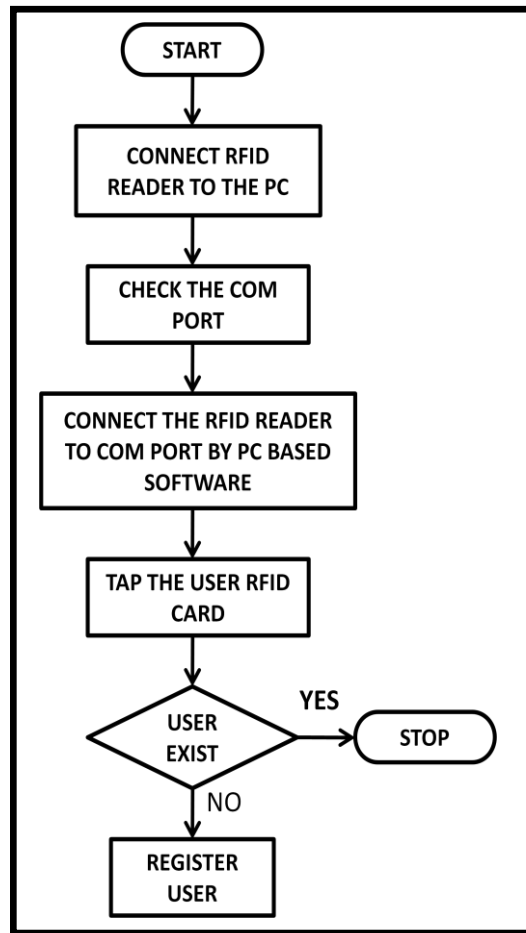 START
CONNECT RFID
READER TO THE PC
CHECK THE COM
PORT
CONNECT THE RFID READER
TO COM PORT BY PC BASED
SOFTWARE
TAP THE USER RFID
CARD
USER
EXIST
YES
STOP
NO
REGISTER
USER